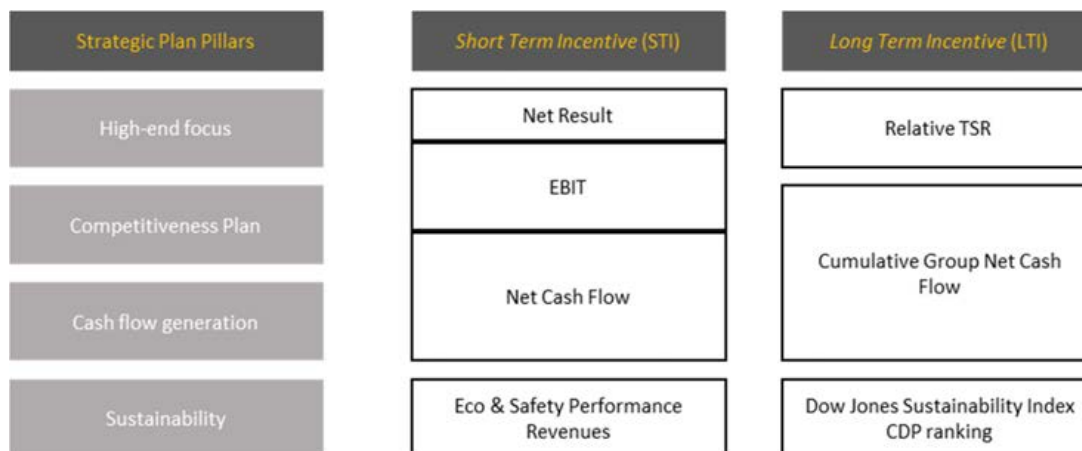 Strategic Plan Pillars
Short Term Incentive (STI)
Long Term Incentive (LTI)
High-end focus
Competitiveness Plan
Cash flow generation
Sustainability
Net Result
EBIT
Net Cash Flow
Eco & Safety Performance
Revenues
Relative TSR
Cumulative Group Net Cash
Flow
Dow Jones Sustainability Index
CDP ranking